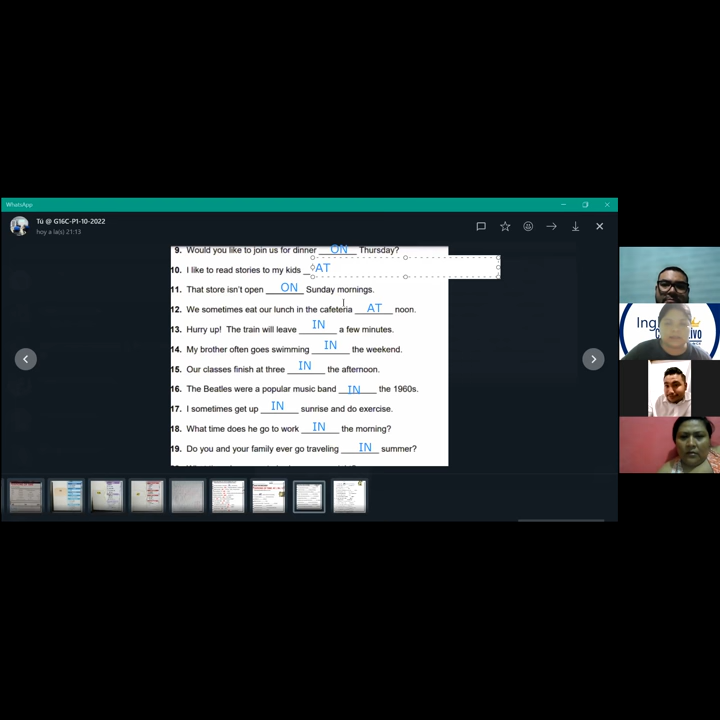 WhatsApp
Tú @ G16C-P1-10-2022
hoy a la(s) 21:13
9. Would you like to join us for dinner ON Thursday?
10. I like to read stories to my kids AT
11. That store isn't open ON Sunday mornings.
12. We sometimes eat our lunch in the cafeteria AT noon.
13. Hurry up! The train will leave IN a few minutes.
14. My brother often goes swimming IN the weekend.
15. Our classes finish at three IN the afternoon.
16. The Beatles were a popular music band IN the 1960s.
17. I sometimes get up IN sunrise and do exercise.
18. What time does he go to work IN the morning?
19. Do you and your family ever go traveling IN summer?
Ing